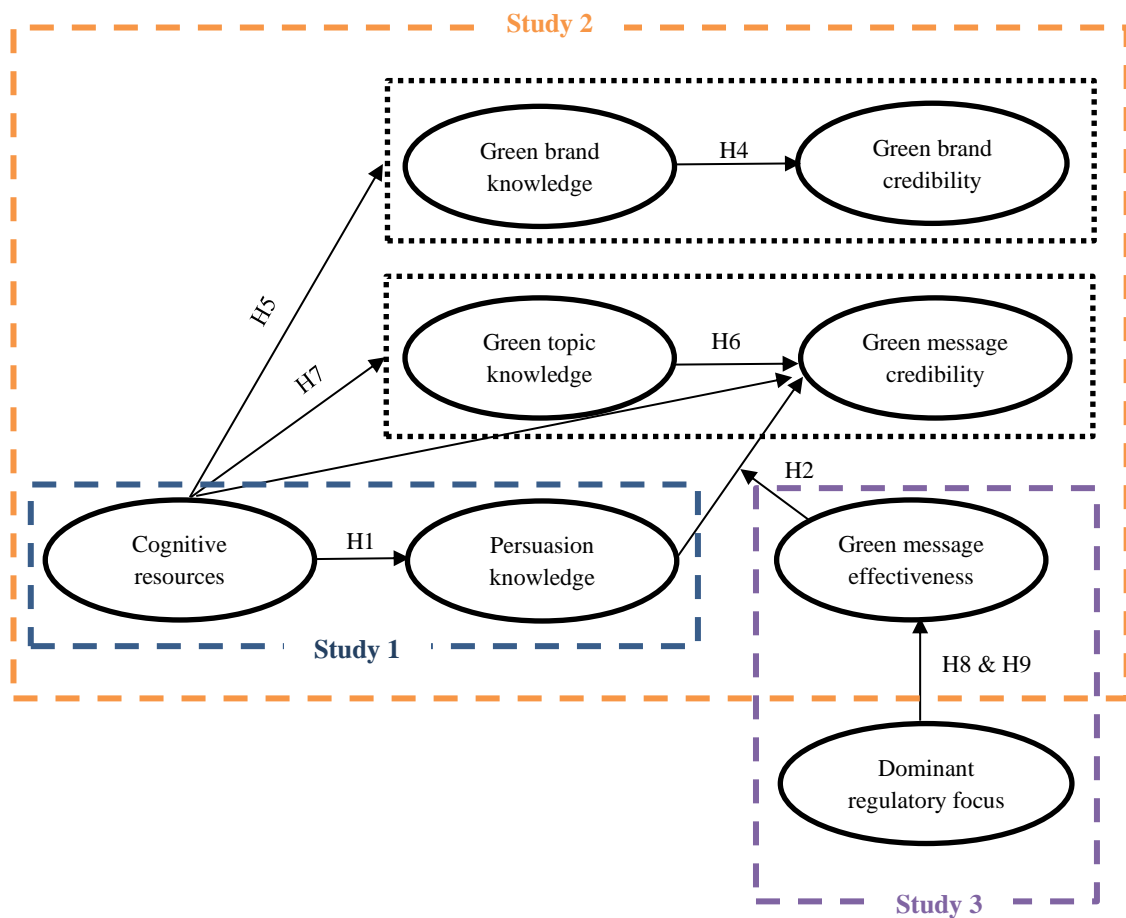 Study 2
Green brand
knowledge
H4
Green brand
credibility
H5
Green topic
knowledge
H6
Green message
credibility
H7
H2
Cognitive
resources
H1
Persuasion
knowledge
Green message
effectiveness
Study 1
H8 & H9
Dominant
regulatory focus
Study 3